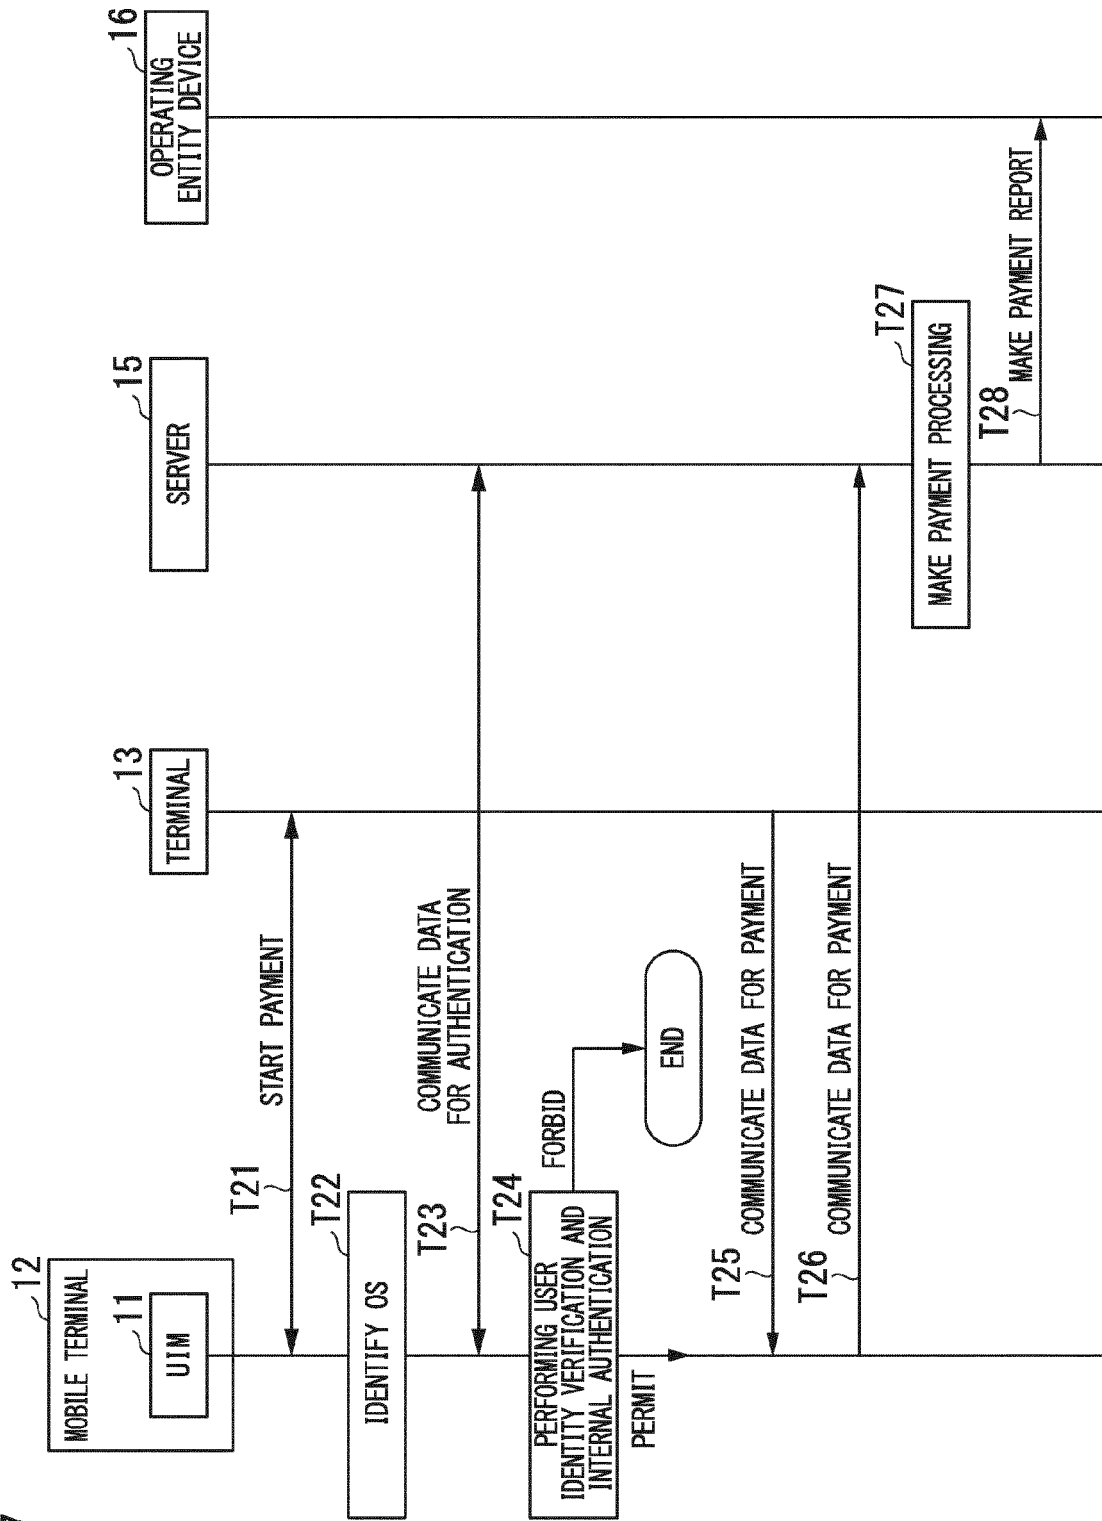 12
MOBILE TERMINAL
11
UIM
13
TERMINAL
15
SERVER
16
OPERATING
ENTITY DEVICE
T21
START PAYMENT
T22
IDENTIFY OS
T23
COMMUNICATE DATA
FOR AUTHENTICATION
T24
PERFORMING USER
IDENTITY VERIFICATION AND
INTERNAL AUTHENTICATION
FORBID
END
PERMIT
T25
COMMUNICATE DATA FOR PAYMENT
T26
COMMUNICATE DATA FOR PAYMENT
T27
MAKE PAYMENT PROCESSING
T28
MAKE PAYMENT REPORT